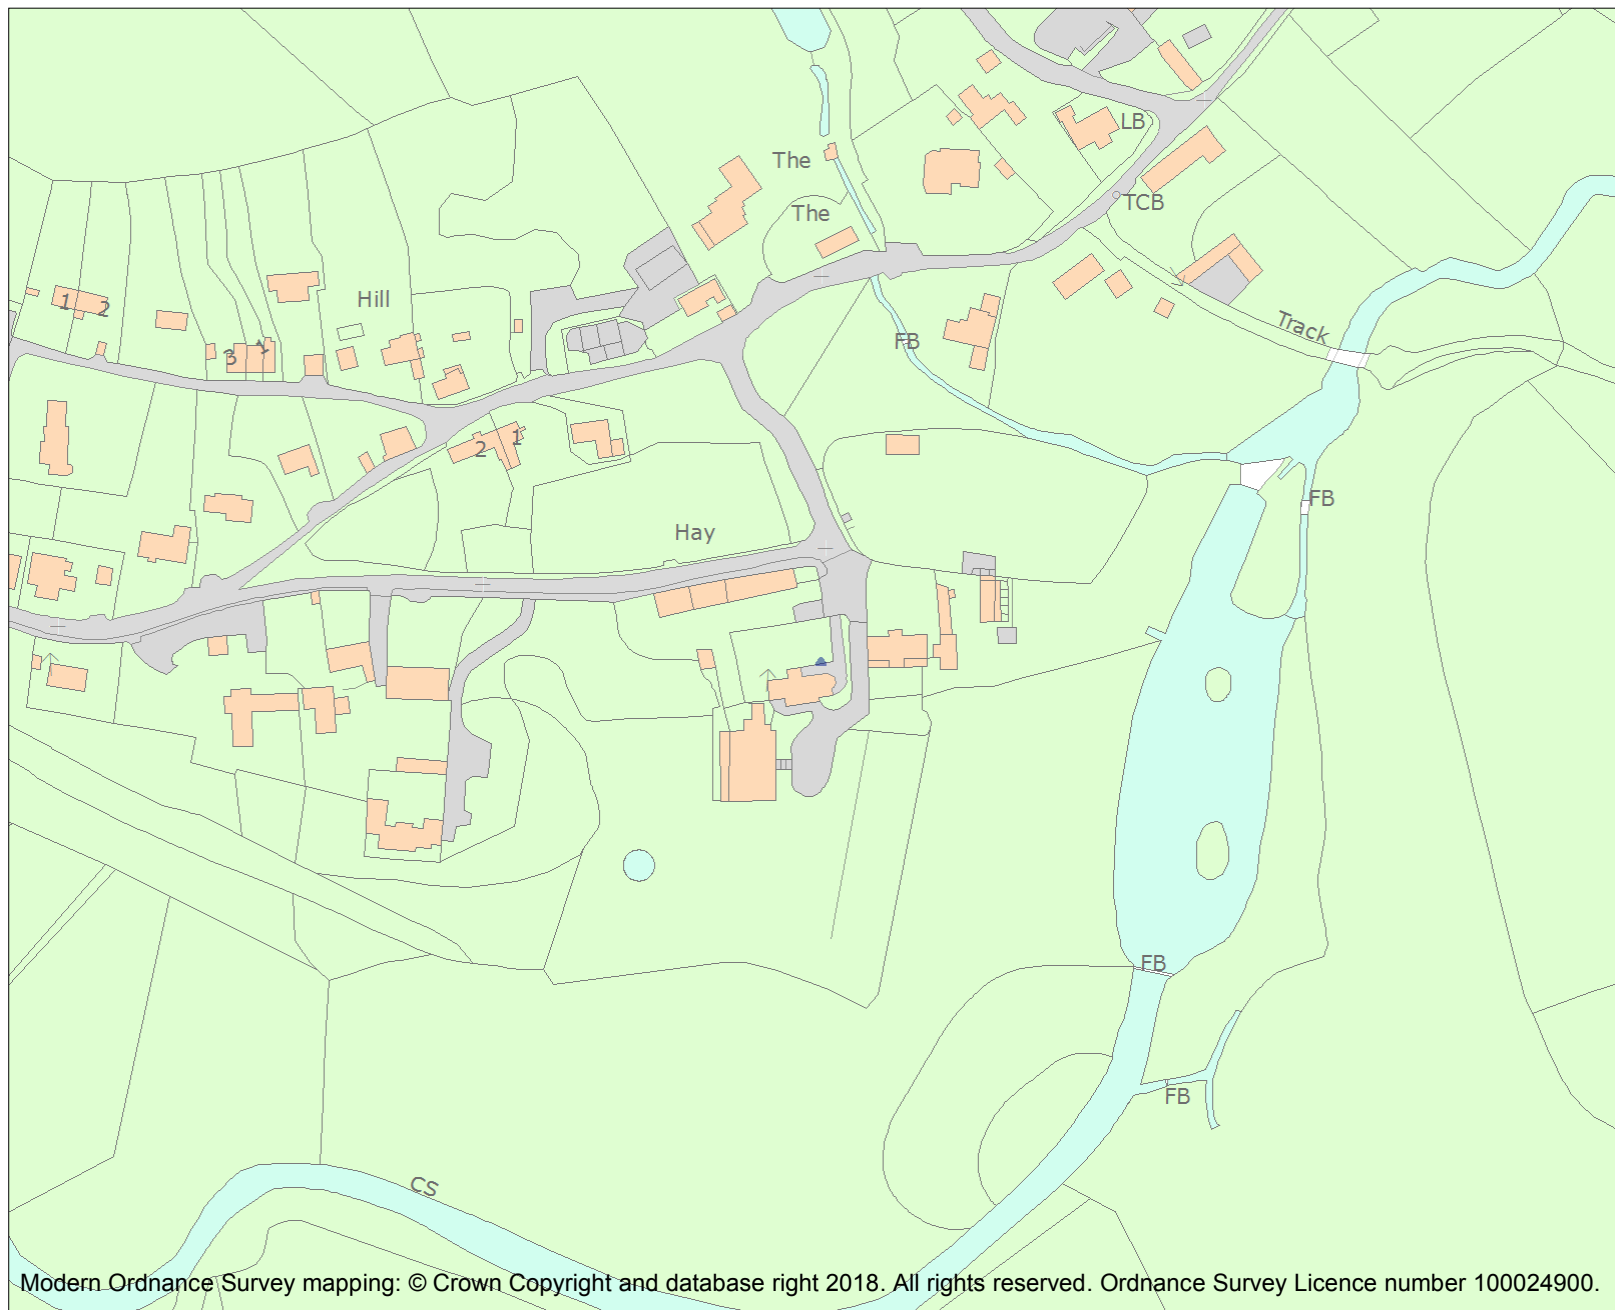 LB
The
TCB
The
Hill
1
2
Track
FB
3
1
1
2
FB
Hay
FB
FB
CS
Modern Ordnance Survey mapping: © Crown Copyright and database right 2018. All rights reserved. Ordnance Survey Licence number 100024900.